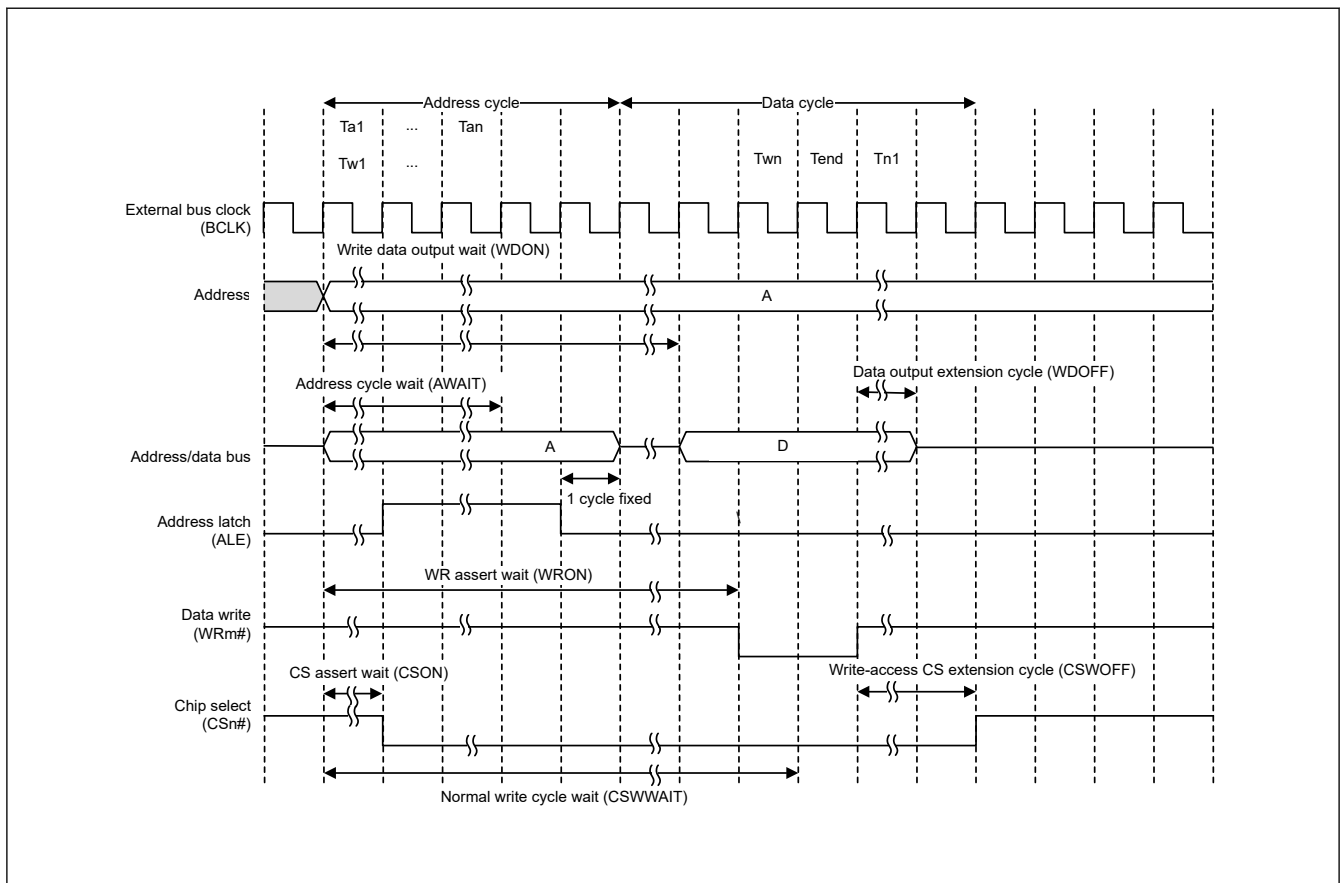 Address cycle Data cycle
Ta1 ... Tan
Tw1 ... Twn Tend Tn1
External bus clock
(BCLK)
Write data output wait (WDON)
Address A
Data output extension cycle (WDOFF)
Address cycle wait (AWAIT)
Address/data bus A D
1 cycle fixed
Address latch
(ALE)
WR assert wait (WRON)
Data write
(WRm#)
CS assert wait (CSON) Write-access CS extension cycle (CSWOFF)
Chip select
(CSn#)
Normal write cycle wait (CSWWAIT)